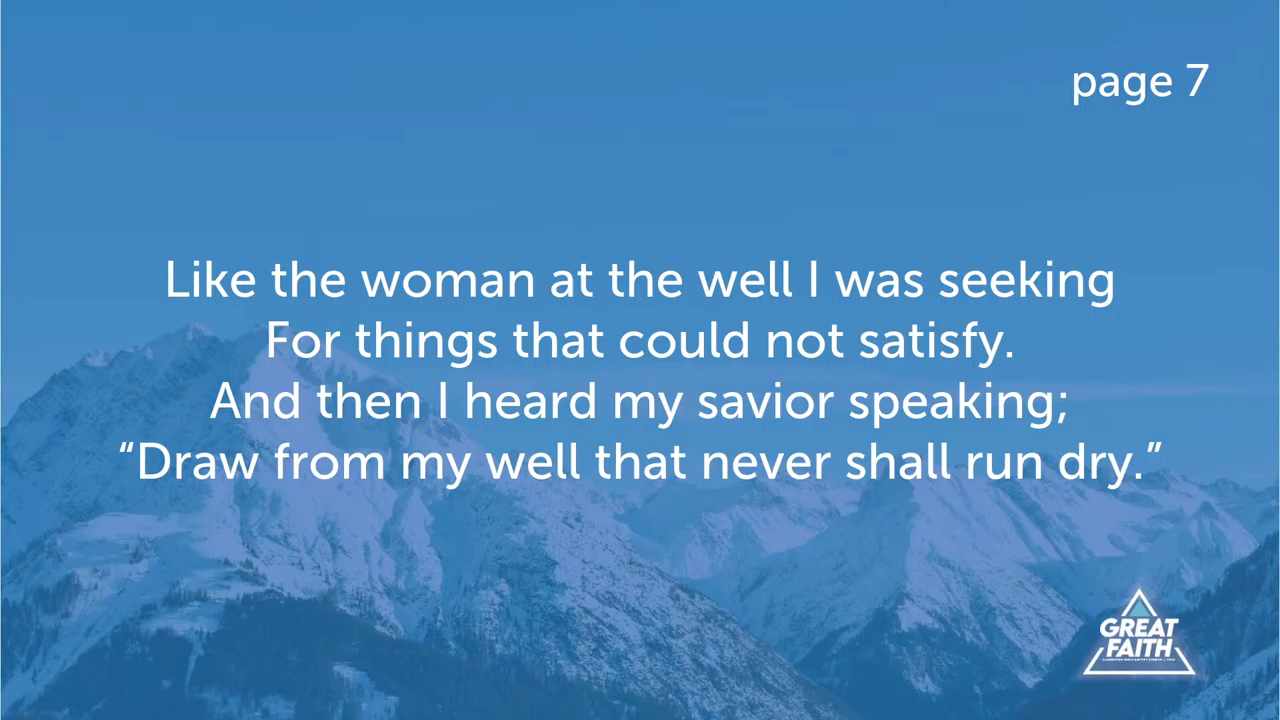 page 7
Like the woman at the well I was seeking
For things that could not satisfy.
And then I heard my savior speaking;
“Draw from my well that never shall run dry.”
GREAT
FAITH